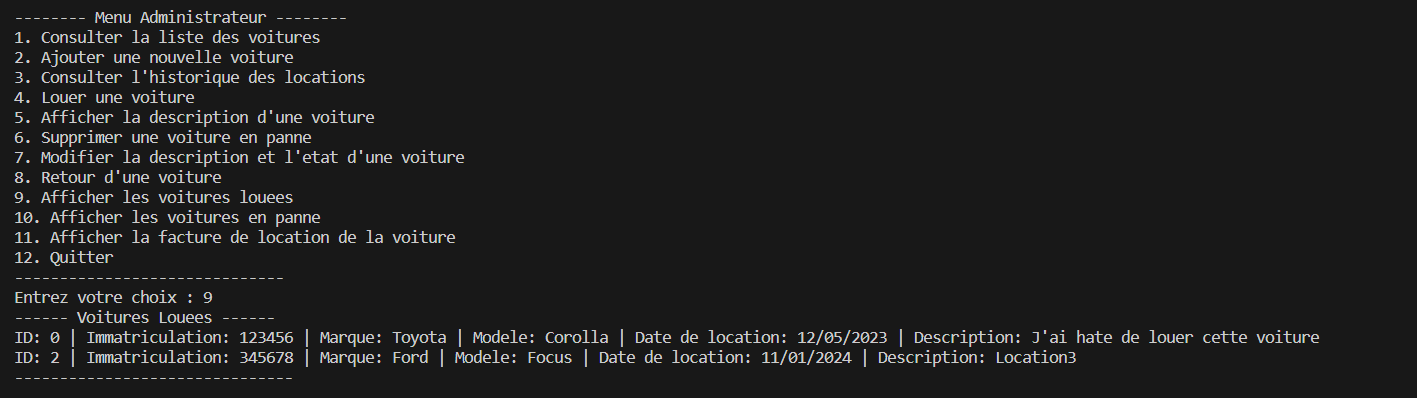 -------- Menu Administrateur --------
1. Consulter la liste des voitures
2. Ajouter une nouvelle voiture
3. Consulter l'historique des locations
4. Louer une voiture
5. Afficher la description d'une voiture
6. Supprimer une voiture en panne
7. Modifier la description et l'etat d'une voiture
8. Retour d'une voiture
9. Afficher les voitures louees
10. Afficher les voitures en panne
11. Afficher la facture de location de la voiture
12. Quitter
------------------------------
Entrez votre choix : 9
------ Voitures Louees ------
ID: 0 | Immatriculation: 123456 | Marque: Toyota | Modele: Corolla | Date de location: 12/05/2023 | Description: J'ai hate de louer cette voiture
ID: 2 | Immatriculation: 345678 | Marque: Ford | Modele: Focus | Date de location: 11/01/2024 | Description: Location3
-------------------------------